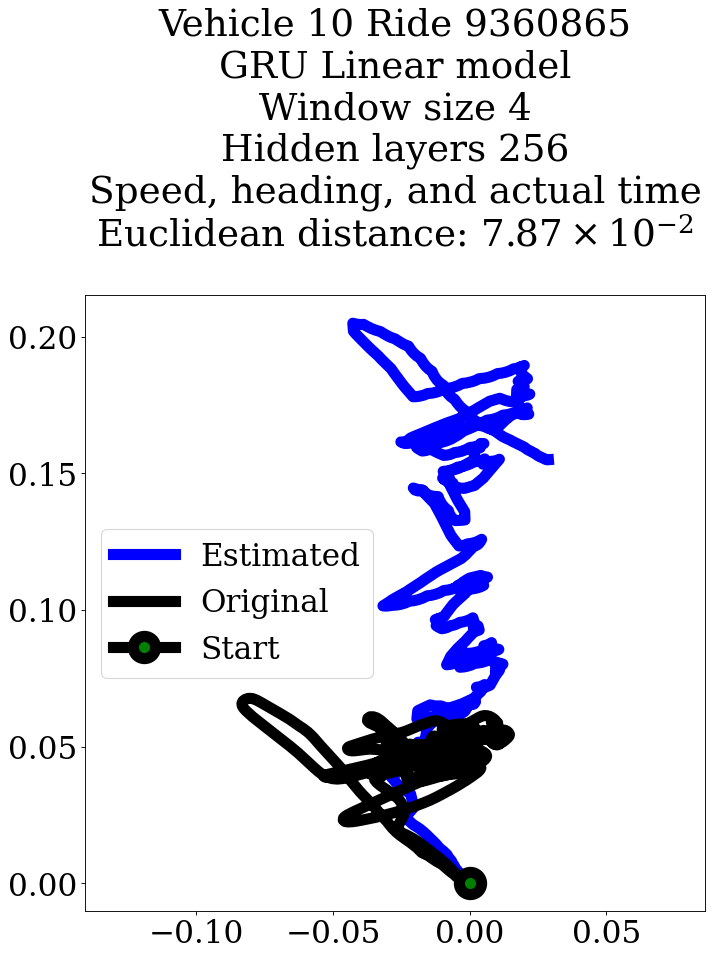 Vehicle 10 Ride 9360865
GRU Linear model
Window size 4
Hidden layers 256
Speed, heading, and actual time
Euclidean distance: 7.87 × 10⁻²
0.20
0.15
0.10
0.05
0.00
Estimated
Original
Start
−0.10 −0.05 0.00 0.05